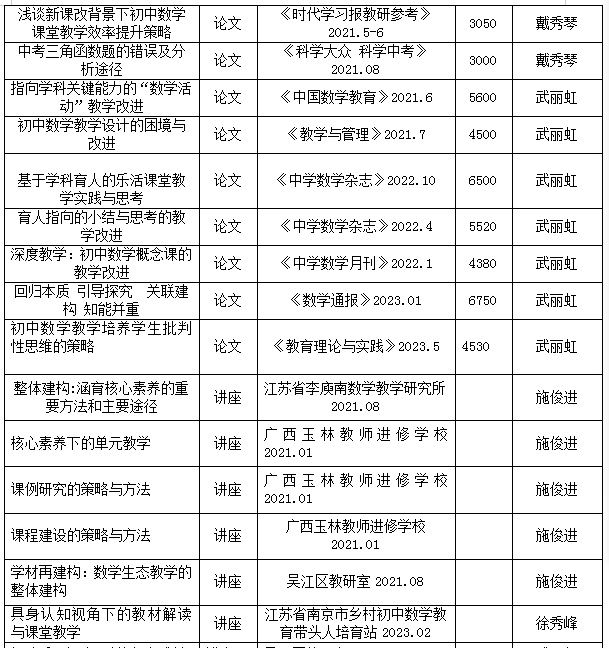 浅谈新课改背景下初中数学
课堂教学效率提升策略
论文
《时代学习报教研参考》
2021.5-6
3050
戴秀琴
中考三角函数题的错误及分
析途径
论文
《科学大众 科学中考》
2021.08
3000
戴秀琴
指向学科关键能力的“数学活
动”教学改进
论文
《中国数学教育》2021.6
5600
武丽虹
初中数学教学设计的困境与
改进
论文
《教学与管理》2021.7
4500
武丽虹
基于学科育人的乐活课堂教
学实践与思考
论文
《中学数学杂志》2022.10
6500
武丽虹
育人指向的小结与思考的教
学改进
论文
《中学数学杂志》2022.4
5520
武丽虹
深度教学：初中数学概念课的
教学改进
论文
《中学数学月刊》2022.1
4380
武丽虹
回归本质 引导探究  关联建
构 知能并重
论文
《数学通报》2023.01
6750
武丽虹
初中数学教学培养学生批判
性思维的策略
论文
《教育理论与实践》2023.5
4530
武丽虹
整体建构:涵育核心素养的重
要方法和主要途径
讲座
江苏省李庾南数学教学研究所
2021.08
施俊进
核心素养下的单元教学
讲座
广西玉林教师进修学校
2021.01
施俊进
课例研究的策略与方法
讲座
广西玉林教师进修学校
2021.01
施俊进
课程建设的策略与方法
讲座
广西玉林教师进修学校
2021.01
施俊进
学材再建构：数学生态教学的
整体建构
讲座
吴江区教研室 2021.08
施俊进
具身认知视角下的教材解读
与课堂教学
讲座
江苏省南京市乡村初中数学教
育带头人培育站 2023.02
徐秀峰